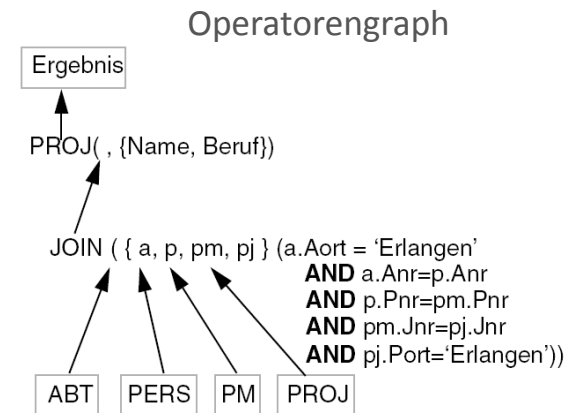 Operatorengraph
Ergebnis
PROJ( , {Name, Beruf})
JOIN ( { a, p, pm, pj } (a.Aort = ‘Erlangen‘
AND a.Anr=p.Anr
AND p.Pnr=pm.Pnr
AND pm.Jnr=pj.Jnr
AND pj.Port=‘Erlangen‘))
ABT PERS PM PROJ